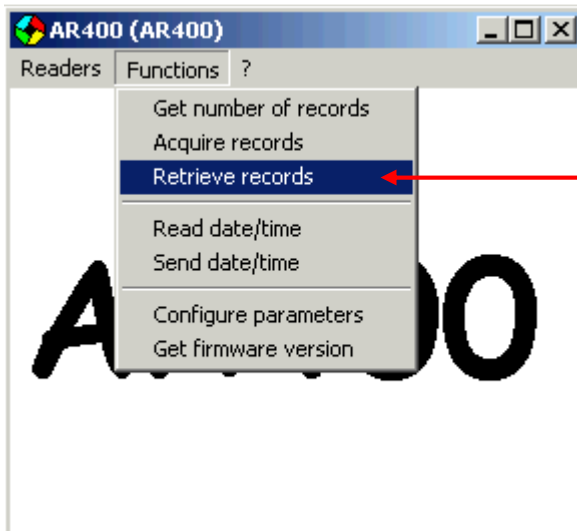 AR400 (AR400)
Readers Functions ?
Get number of records
Acquire records
Retrieve records
Read date/time
Send date/time
Configure parameters
Get firmware version